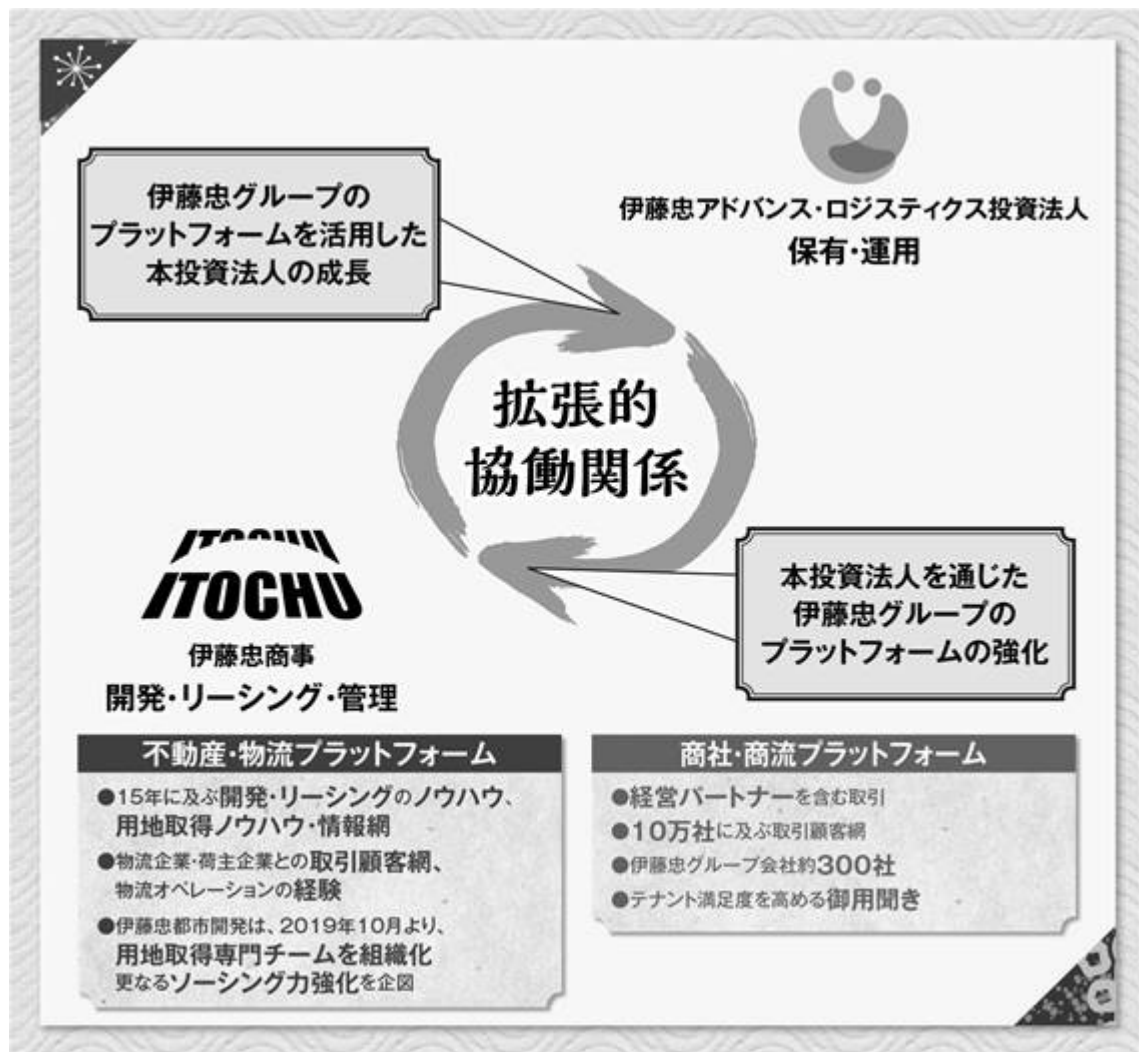 伊藤忠グループの
プラットフォームを活用した
本投資法人の成長
伊藤忠アドバンス・ロジスティクス投資法人
保有・運用
拡張的
協働関係
ITOCHU
ITOCHU
伊藤忠商事
開発・リーシング・管理
本投資法人を通じた
伊藤忠グループの
プラットフォームの強化
不動産・物流プラットフォーム
●15年に及ぶ開発・リーシングのノウハウ、
用地取得ノウハウ・情報網
●物流企業・荷主企業との取引顧客網、
物流オペレーションの経験
●伊藤忠都市開発は、2019年10月より、
用地取得専門チームを組織化
更なるソーシング力強化を企図
商社・商流プラットフォーム
●経営パートナーを含む取引
●10万社に及ぶ取引顧客網
●伊藤忠グループ会社約300社
●テナント満足度を高める御用聞き